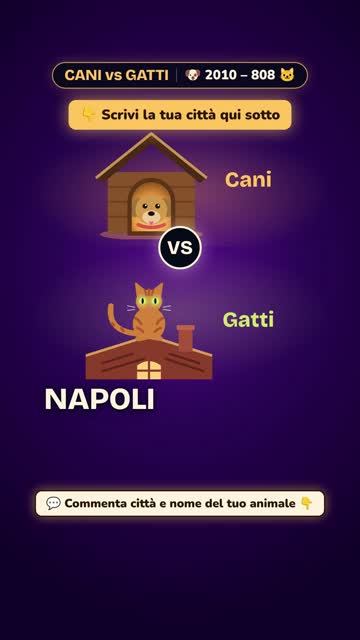 CANI vs GATTI | 🐶 2010 – 808 🐱
👇 Scrivi la tua città qui sotto
Cani
VS
Gatti
NAPOLI
💬 Commenta città e nome del tuo animale 👇